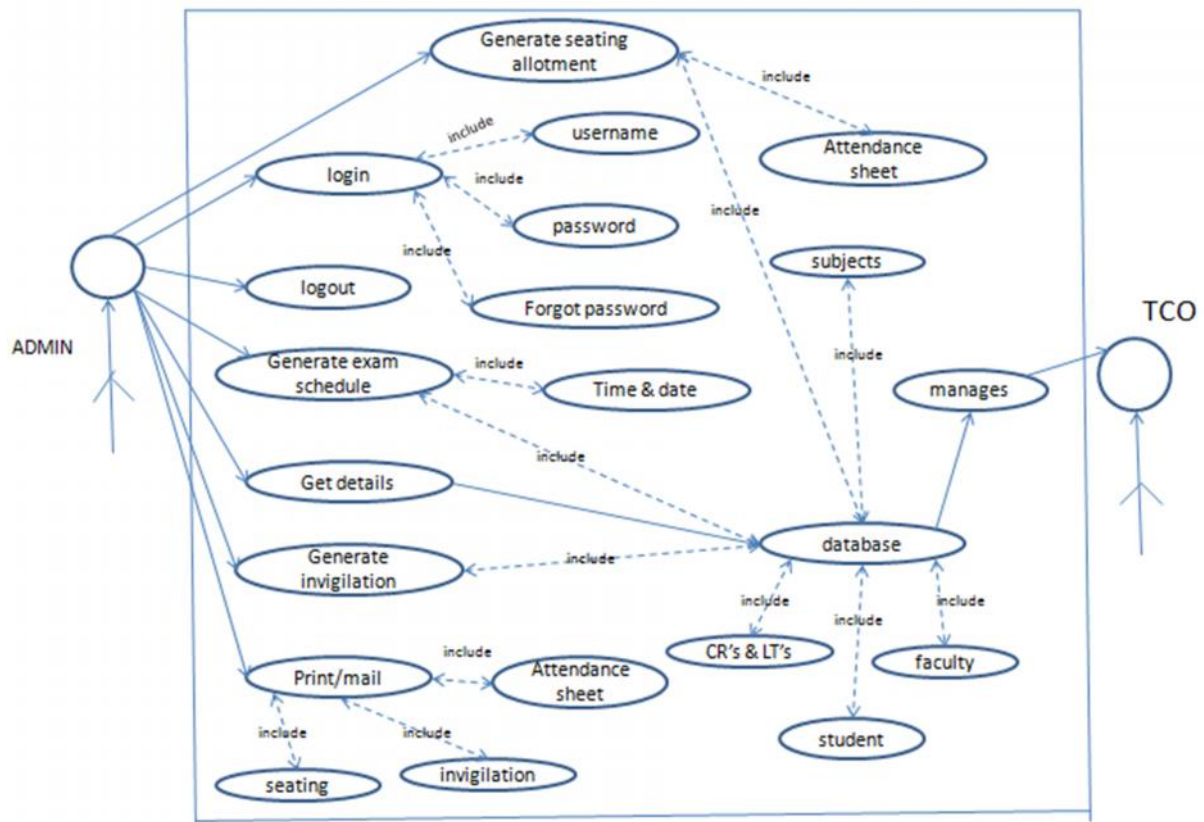 Generate seating
allotment
include
include
username
Attendance
sheet
login
include
include
password
include
subjects
logout
Forgot password
TCO
ADMIN
Generate exam
schedule
include
include
Time & date
manages
include
Get details
database
Generate
invigilation
include
include
include
include
CR's & LT's
faculty
Print/mail
include
Attendance
sheet
student
include
include
seating
invigilation